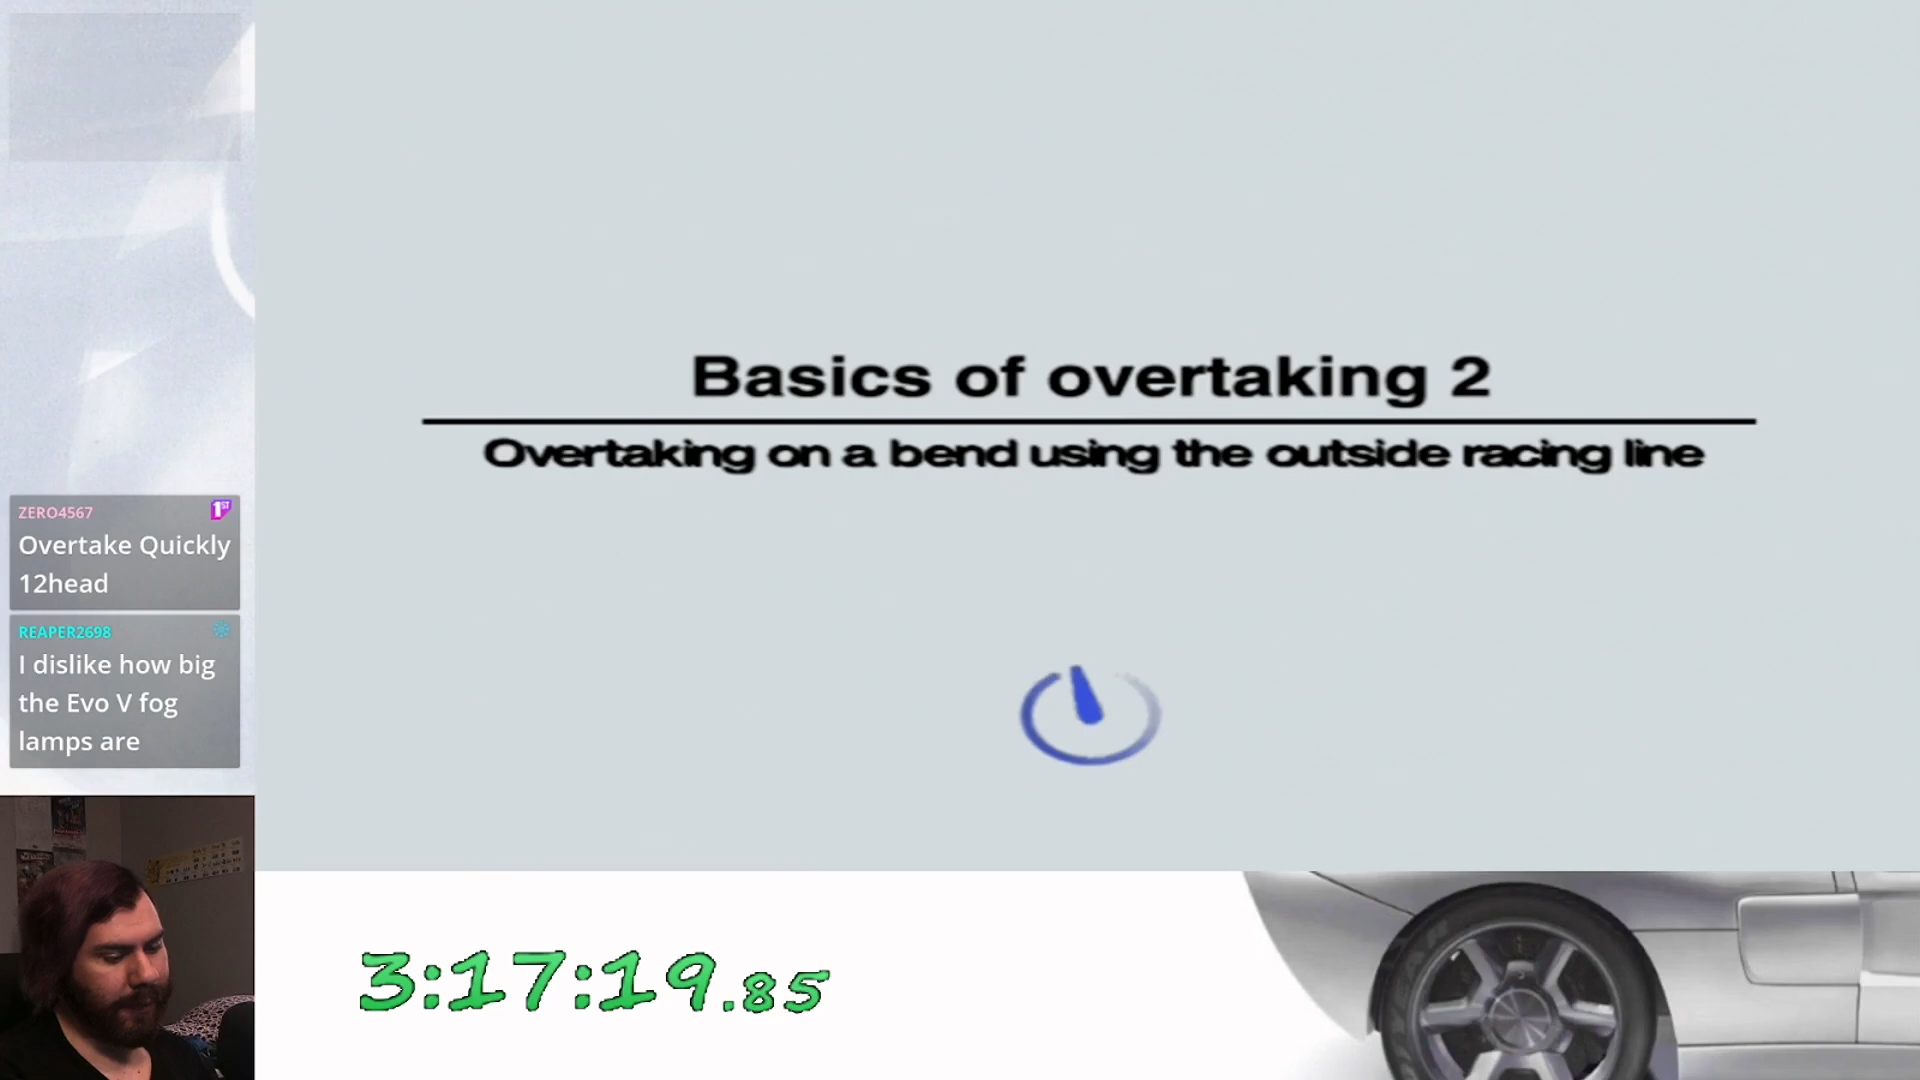 Basics of overtaking 2
Overtaking on a bend using the outside racing line
ZERO4567
1ST
Overtake Quickly
12head
REAPER2698
I dislike how big
the Evo V fog
lamps are
3:17:19.85